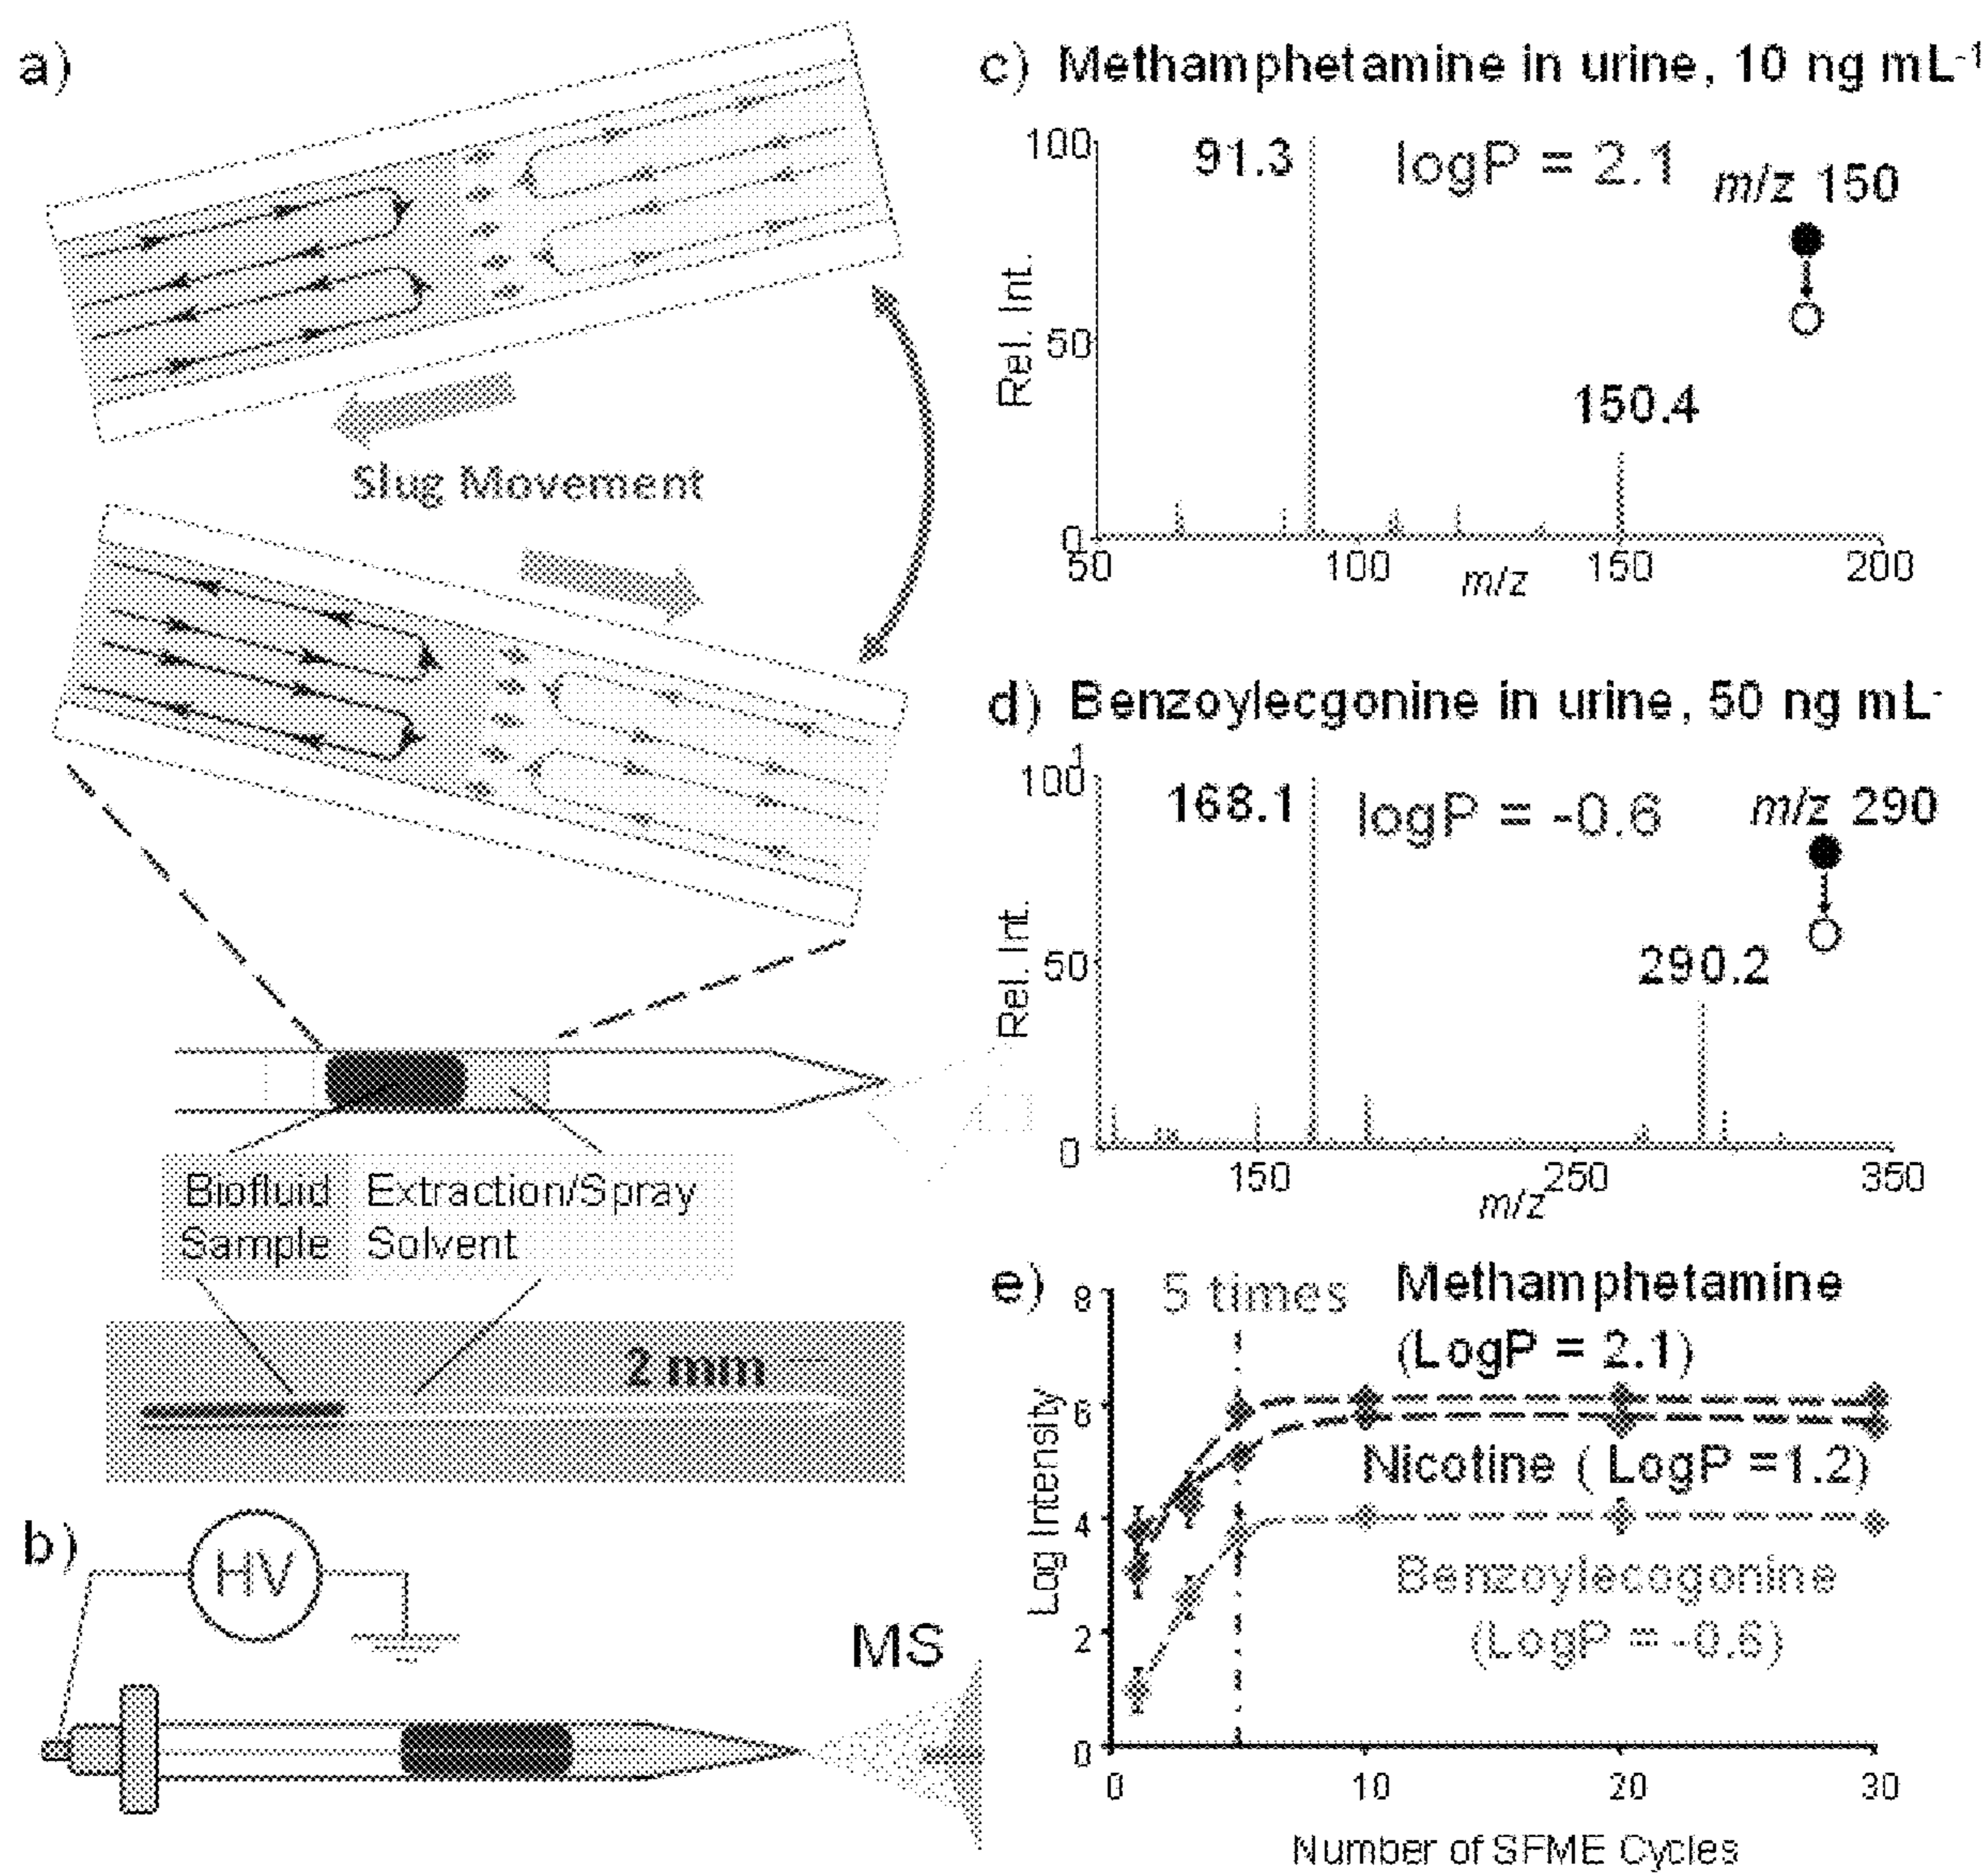 a)
Slug Movement
Biofluid Extraction/Spray
Sample Solvent
2 mm
b)
HV
MS
c) Methamphetamine in urine, 10 ng mL-1
100
91.3
logP = 2.1
m/z 150
Rel. Int.
50
150.4
0
50
100
150
200
m/z
d) Benzoylecgonine in urine, 50 ng mL-
1
100
168.1
logP = -0.6
m/z 290
Rel. Int.
50
290.2
0
150
250
350
m/z
e)
8
5 times
Methamphetamine
(LogP = 2.1)
6
Log Intensity
Nicotine ( LogP =1.2)
4
Benzoylecogonine
(LogP = -0.6)
2
0
0
10
20
30
Number of SFME Cycles